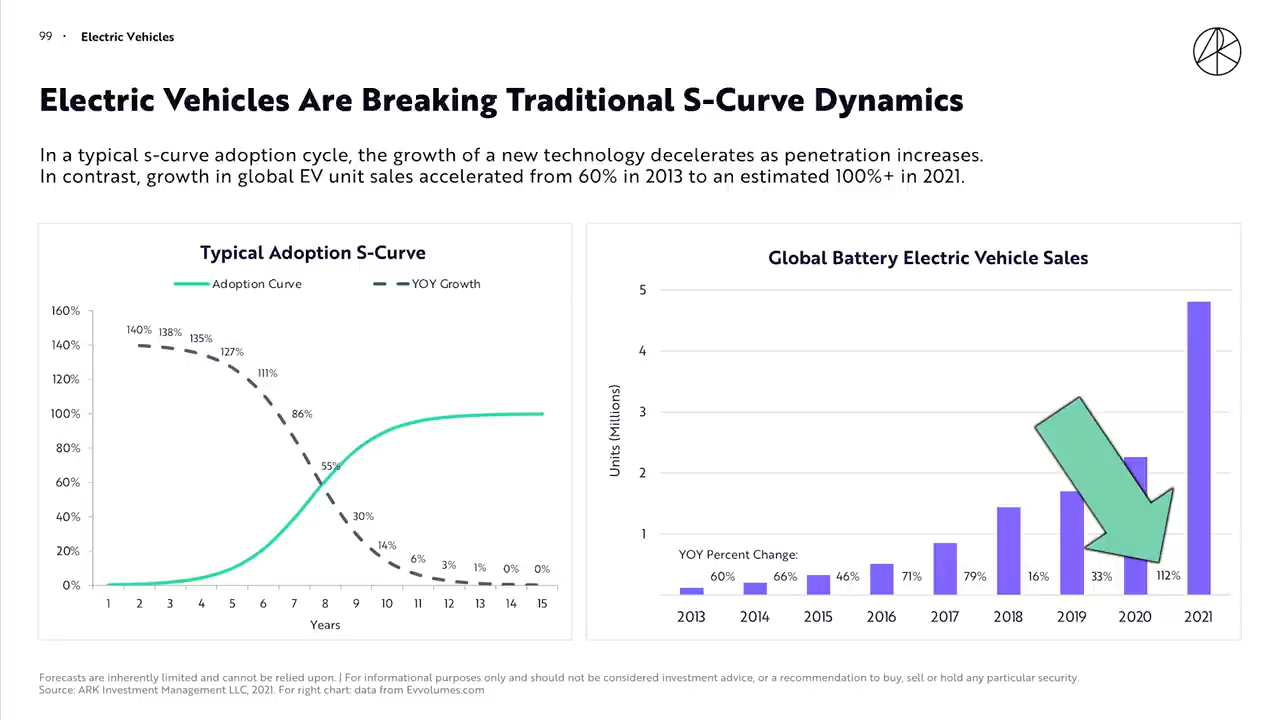 99 · Electric Vehicles
Electric Vehicles Are Breaking Traditional S-Curve Dynamics
In a typical s-curve adoption cycle, the growth of a new technology decelerates as penetration increases.
In contrast, growth in global EV unit sales accelerated from 60% in 2013 to an estimated 100%+ in 2021.
Typical Adoption S-Curve
Adoption Curve YOY Growth
160%
140%
120%
100%
80%
60%
40%
20%
0%
140% 138% 135% 127% 111% 86% 55% 30% 14% 6% 3% 1% 0% 0%
1 2 3 4 5 6 7 8 9 10 11 12 13 14 15
Years
Global Battery Electric Vehicle Sales
Units (Millions)
5
4
3
2
1
YOY Percent Change:
60% 66% 46% 71% 79% 16% 33% 112%
2013 2014 2015 2016 2017 2018 2019 2020 2021
Forecasts are inherently limited and cannot be relied upon. | For informational purposes only and should not be considered investment advice, or a recommendation to buy, sell or hold any particular security.
Source: ARK Investment Management LLC, 2021. For right chart: data from Evvolumes.com
ARK